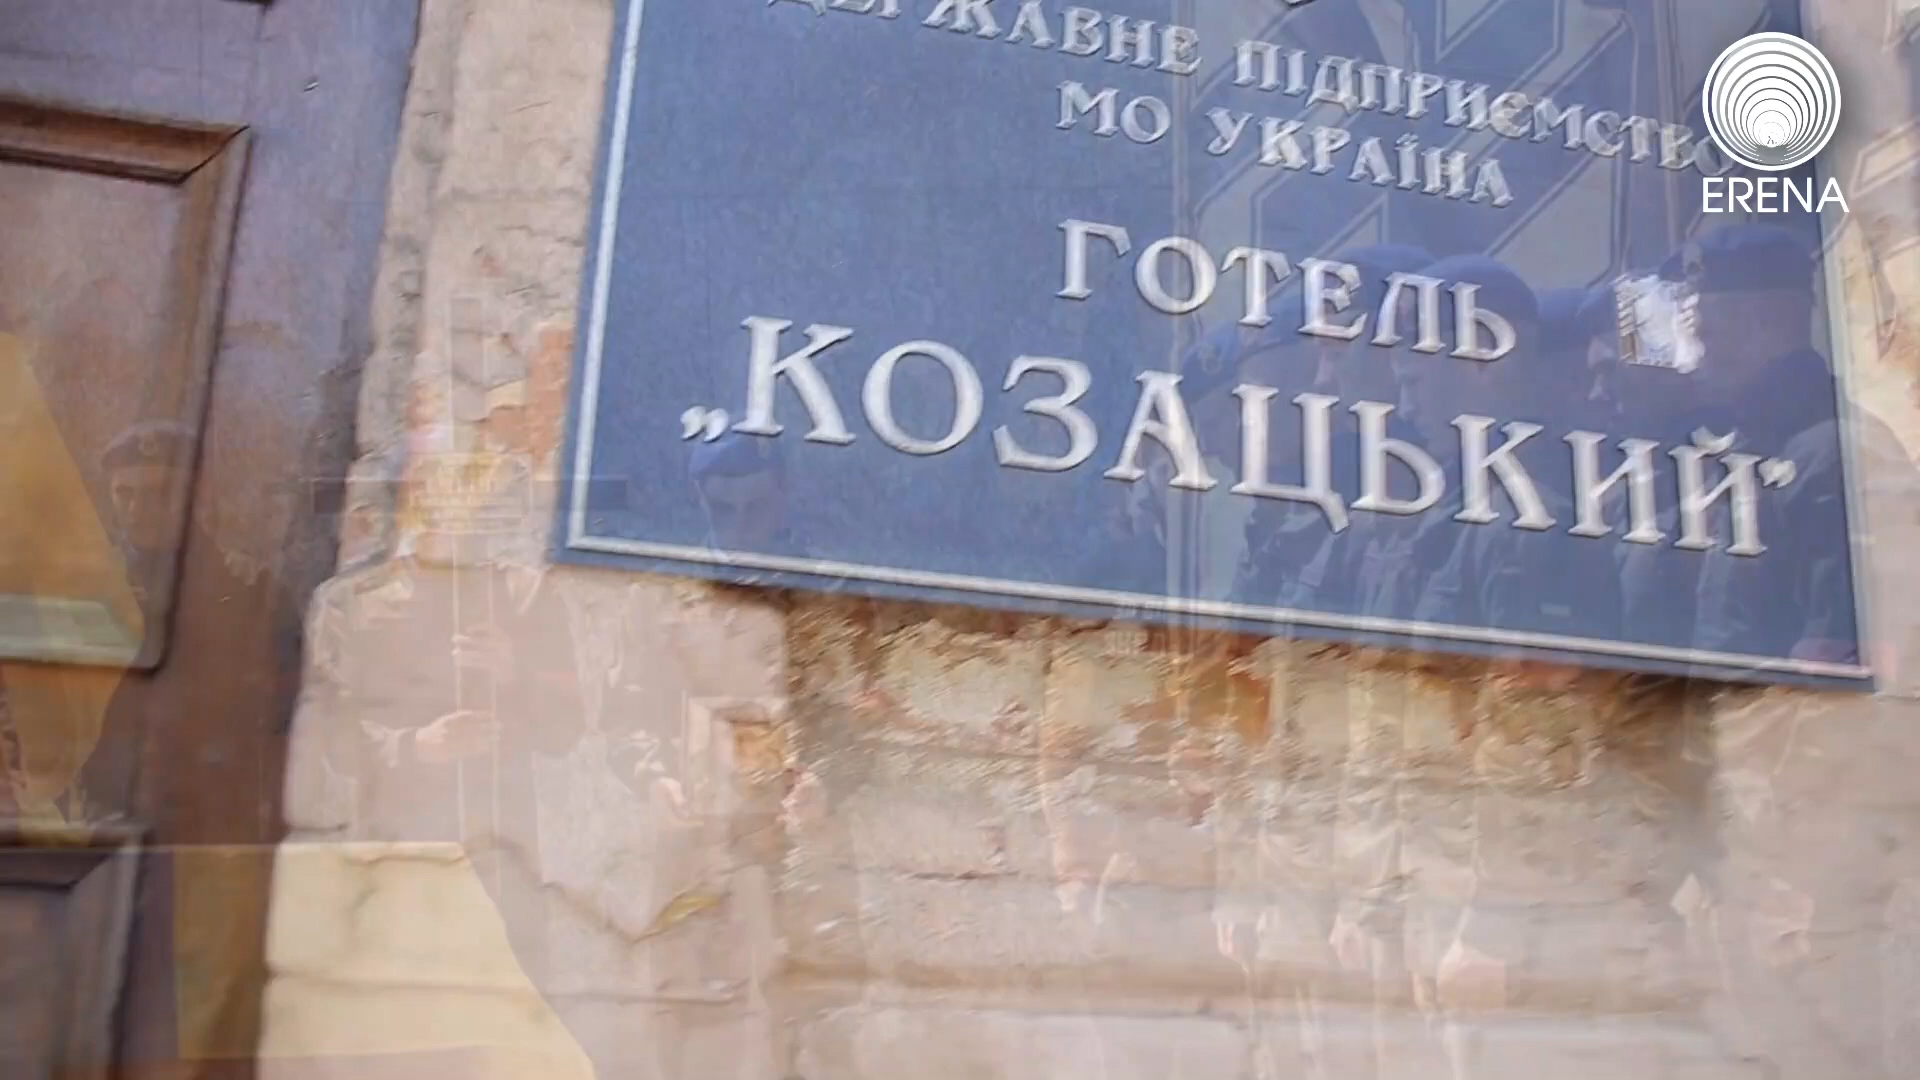 ДЕРЖАВНЕ ПІДПРИЄМСТВО
МО УКРАЇНА
ГОТЕЛЬ
„КОЗАЦЬКИЙ”
ERENA